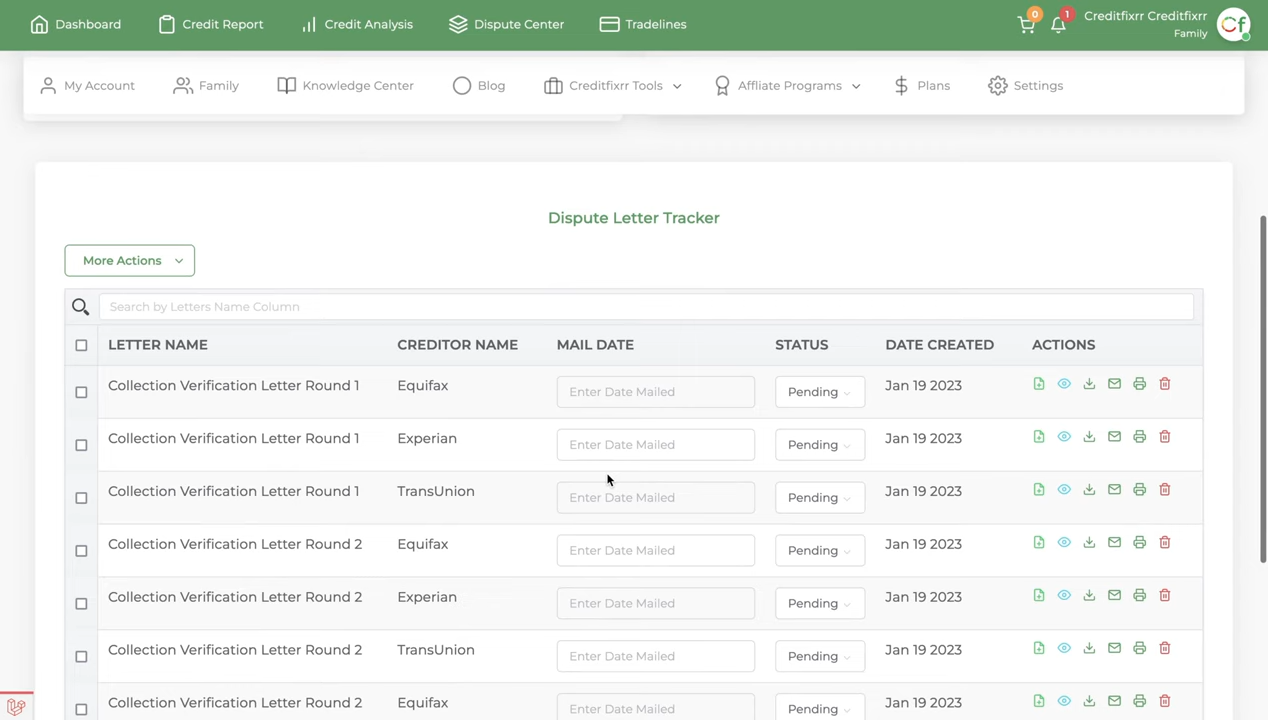 Dashboard Credit Report Credit Analysis Dispute Center Tradelines 0 1 Creditfixrr Creditfixrr
Family
Cf
My Account Family Knowledge Center Blog Creditfixrr Tools Affliate Programs Plans Settings
Dispute Letter Tracker
More Actions
Search by Letters Name Column
LETTER NAME CREDITOR NAME MAIL DATE STATUS DATE CREATED ACTIONS
Collection Verification Letter Round 1 Equifax Enter Date Mailed Pending Jan 19 2023
Collection Verification Letter Round 1 Experian Enter Date Mailed Pending Jan 19 2023
Collection Verification Letter Round 1 TransUnion Enter Date Mailed Pending Jan 19 2023
Collection Verification Letter Round 2 Equifax Enter Date Mailed Pending Jan 19 2023
Collection Verification Letter Round 2 Experian Enter Date Mailed Pending Jan 19 2023
Collection Verification Letter Round 2 TransUnion Enter Date Mailed Pending Jan 19 2023
Collection Verification Letter Round 2 Equifax Enter Date Mailed Pending Jan 19 2023